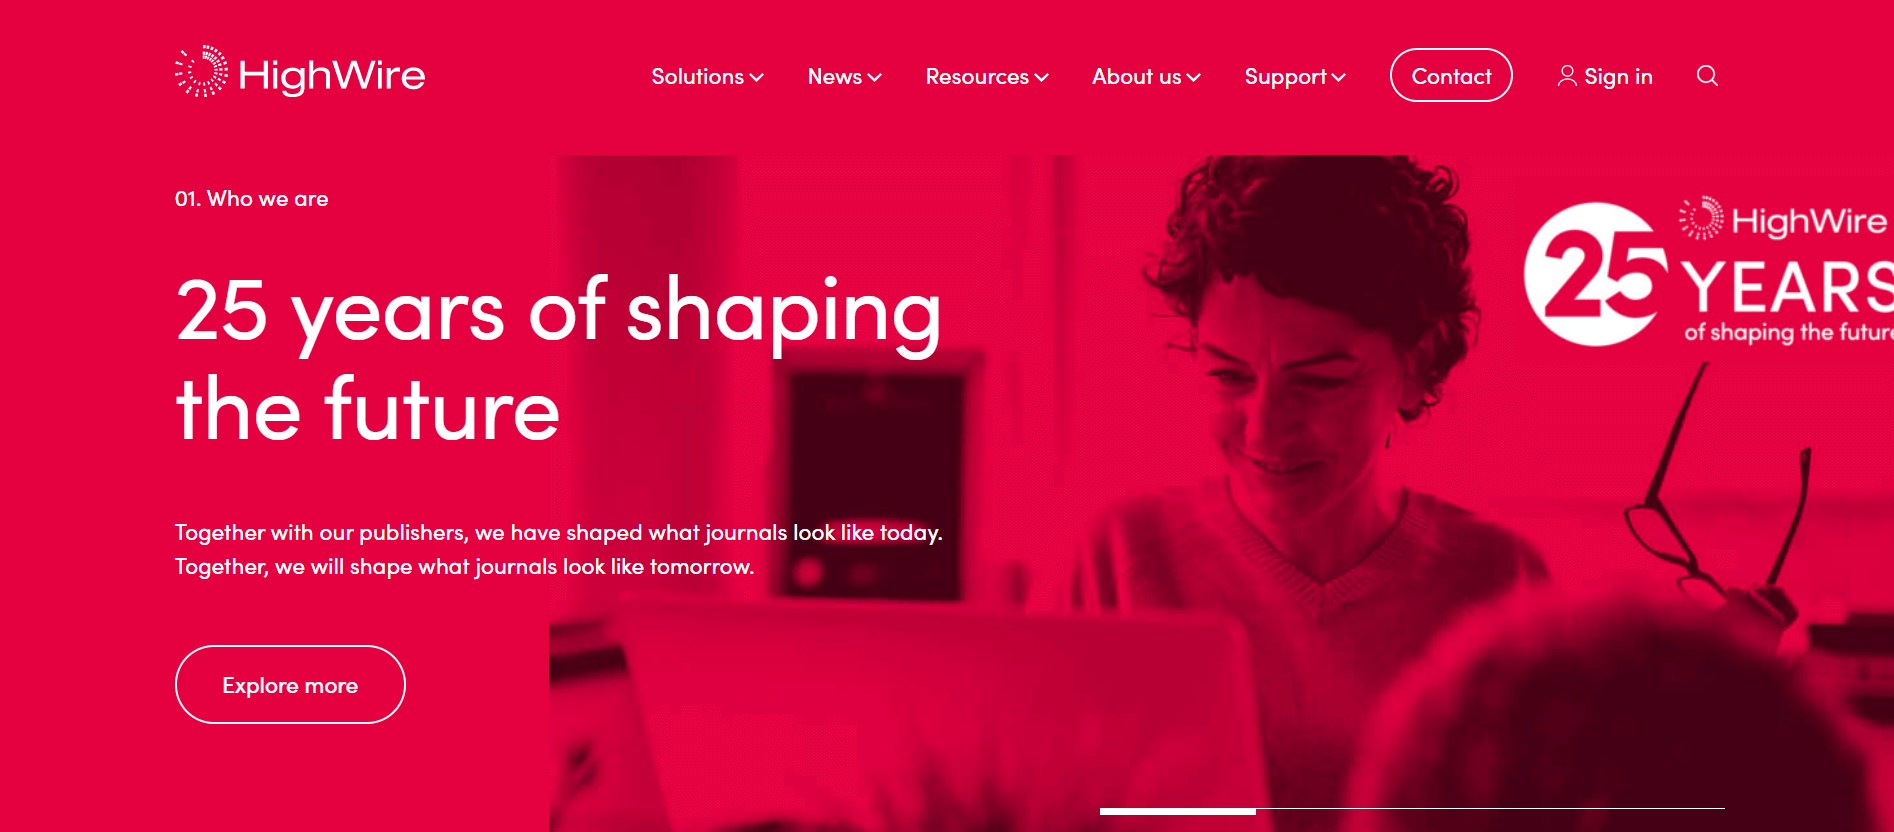 HighWire
Solutions
News
Resources
About us
Support
Contact
Sign in
01. Who we are
25 years of shaping
the future
Together with our publishers, we have shaped what journals look like today.
Together, we will shape what journals look like tomorrow.
Explore more
HighWire
25 YEARS
of shaping the future